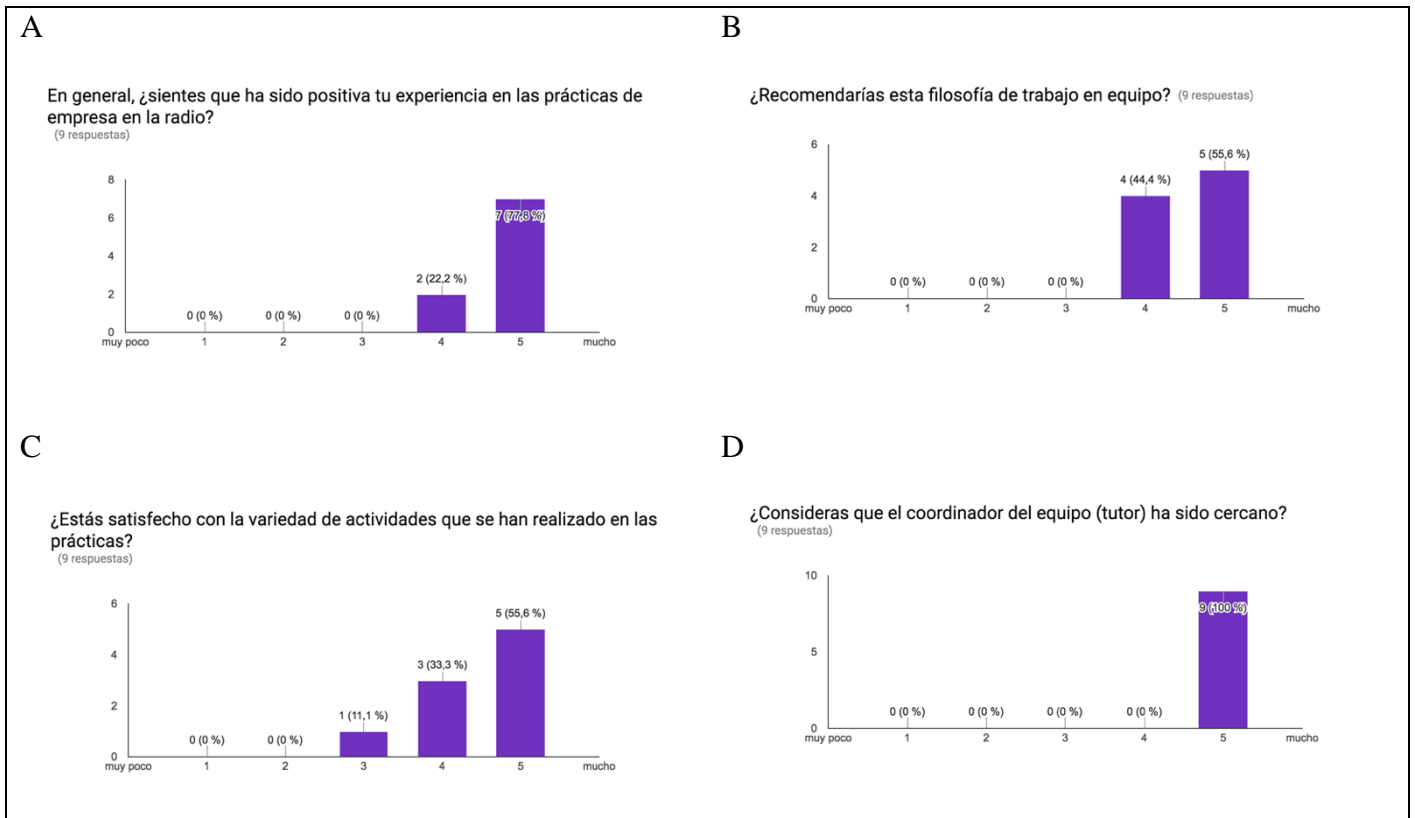 A
En general, ¿sientes que ha sido positiva tu experiencia en las prácticas de
empresa en la radio?
(9 respuestas)
8
6
4
2
0
0 (0 %)
0 (0 %)
0 (0 %)
2 (22,2 %)
7 (77,8 %)
muy poco 1 2 3 4 5 mucho
B
¿Recomendarías esta filosofía de trabajo en equipo? (9 respuestas)
6
4
2
0
0 (0 %)
0 (0 %)
0 (0 %)
4 (44,4 %)
5 (55,6 %)
muy poco 1 2 3 4 5 mucho
C
¿Estás satisfecho con la variedad de actividades que se han realizado en las
prácticas?
(9 respuestas)
6
4
2
0
0 (0 %)
0 (0 %)
1 (11,1 %)
3 (33,3 %)
5 (55,6 %)
muy poco 1 2 3 4 5 mucho
D
¿Consideras que el coordinador del equipo (tutor) ha sido cercano?
(9 respuestas)
10
5
0
0 (0 %)
0 (0 %)
0 (0 %)
0 (0 %)
9 (100 %)
muy poco 1 2 3 4 5 mucho